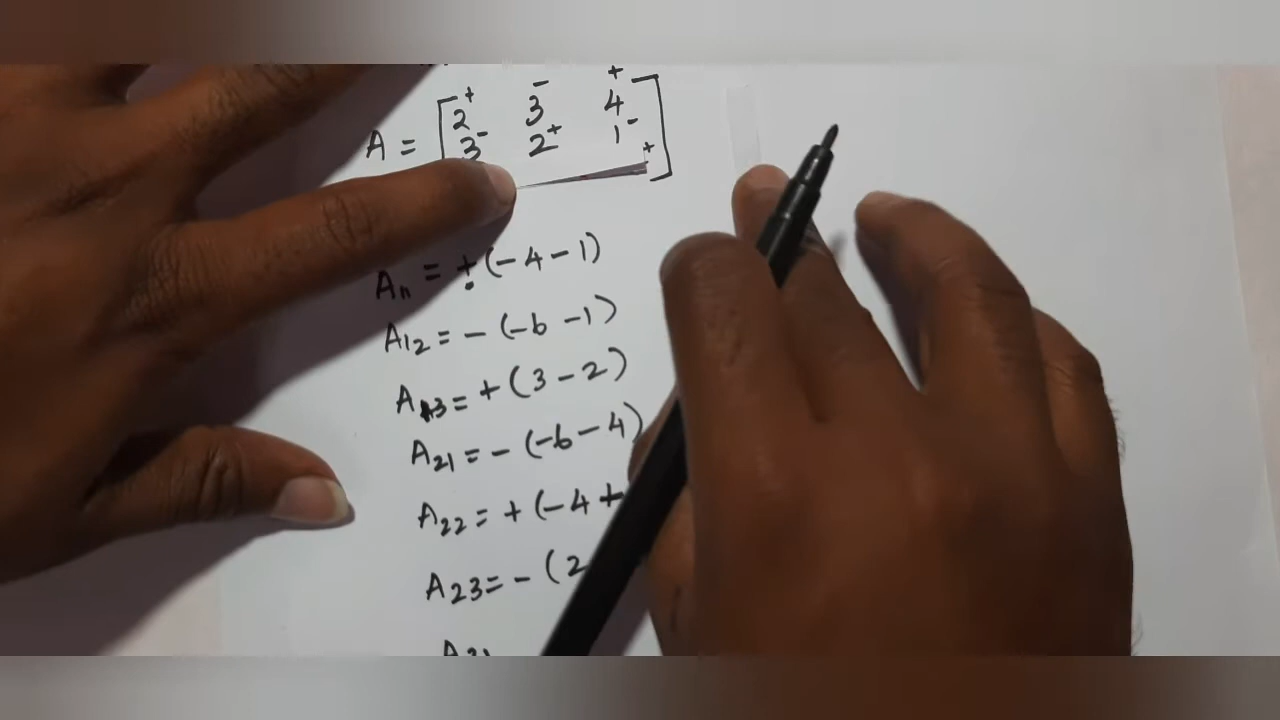 + - +
A = [ 2 3 4
3 - 2 + 1 - ]
+
A11 = + (-4 - 1)
A12 = - (-6 - 1)
A13 = + (3 - 2)
A21 = - (-6 - 4)
A22 = + (-4 +
A23 = - (2